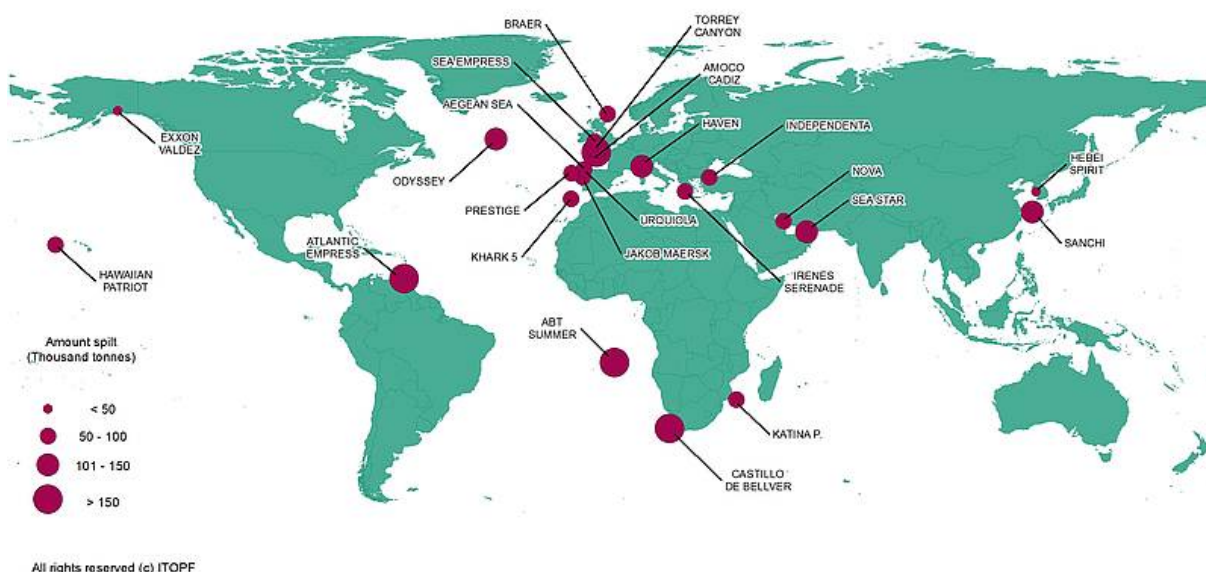 BRAER
TORREY
CANYON
SEA EMPRESS
AMOCO
CADIZ
AEGEAN SEA
HAVEN
INDEPENDENTA
EXXON
VALDEZ
ODYSSEY
NOVA
HEBEI
SPIRIT
PRESTIGE
URQUIOLA
SEA STAR
ATLANTIC
EMPRESS
KHARK 5
JAKOB MAERSK
SANCHI
HAWAIIAN
PATRIOT
IRENES
SERENADE
ABT
SUMMER
Amount spilt
(Thousand tonnes)
< 50
50 - 100
101 - 150
> 150
KATINA P.
CASTILLO
DE BELLVER
All rights reserved (c) ITOPF